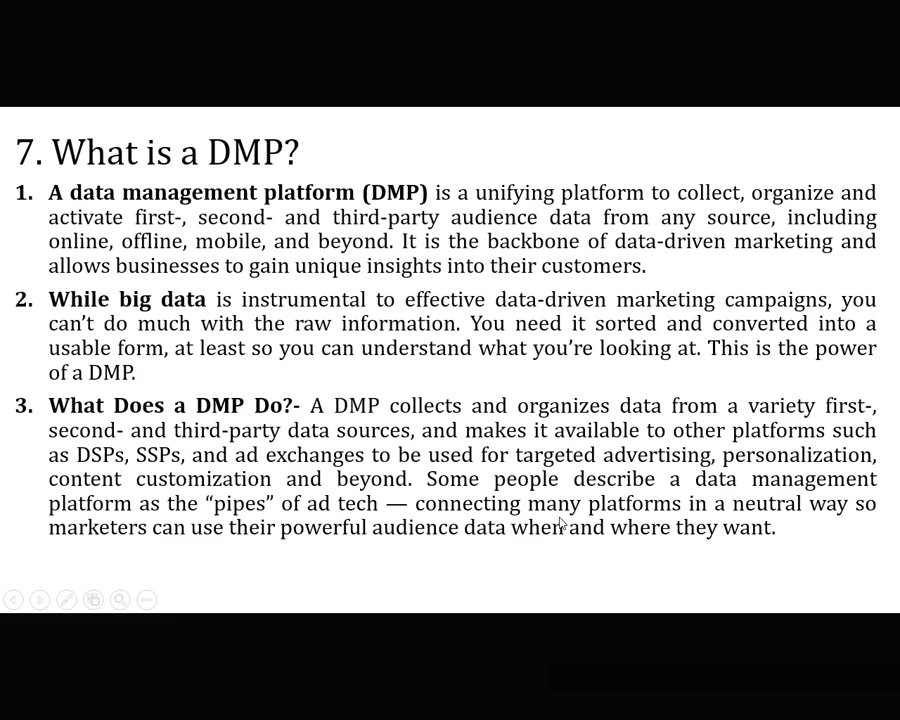 7. What is a DMP?
1. A data management platform (DMP) is a unifying platform to collect, organize and
activate first-, second- and third-party audience data from any source, including
online, offline, mobile, and beyond. It is the backbone of data-driven marketing and
allows businesses to gain unique insights into their customers.
2. While big data is instrumental to effective data-driven marketing campaigns, you
can’t do much with the raw information. You need it sorted and converted into a
usable form, at least so you can understand what you’re looking at. This is the power
of a DMP.
3. What Does a DMP Do?- A DMP collects and organizes data from a variety first-,
second- and third-party data sources, and makes it available to other platforms such
as DSPs, SSPs, and ad exchanges to be used for targeted advertising, personalization,
content customization and beyond. Some people describe a data management
platform as the “pipes” of ad tech — connecting many platforms in a neutral way so
marketers can use their powerful audience data when and where they want.